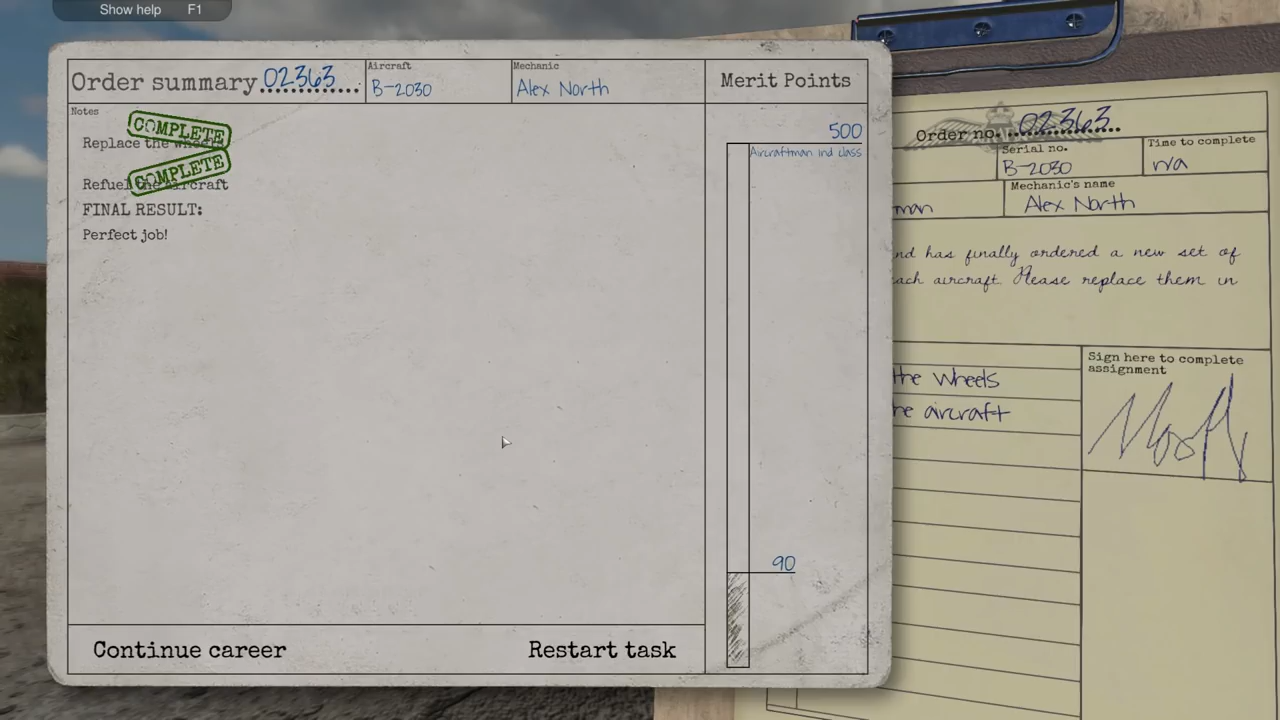 Show help F1
Order summary 02363
Aircraft
B-2030
Mechanic
Alex North
Merit Points
Notes
COMPLETE
Replace the wheels
COMPLETE
Refuel the aircraft
FINAL RESULT:
Perfect job!
500
Aircraftman 2nd class
90
Continue career
Restart task
Order no. 02363
Serial no.
B-2030
Time to complete
n/a
man
Mechanic's name
Alex North
nd has finally ordered a new set of
ach aircraft. Please replace them in
the wheels
he aircraft
Sign here to complete
assignment